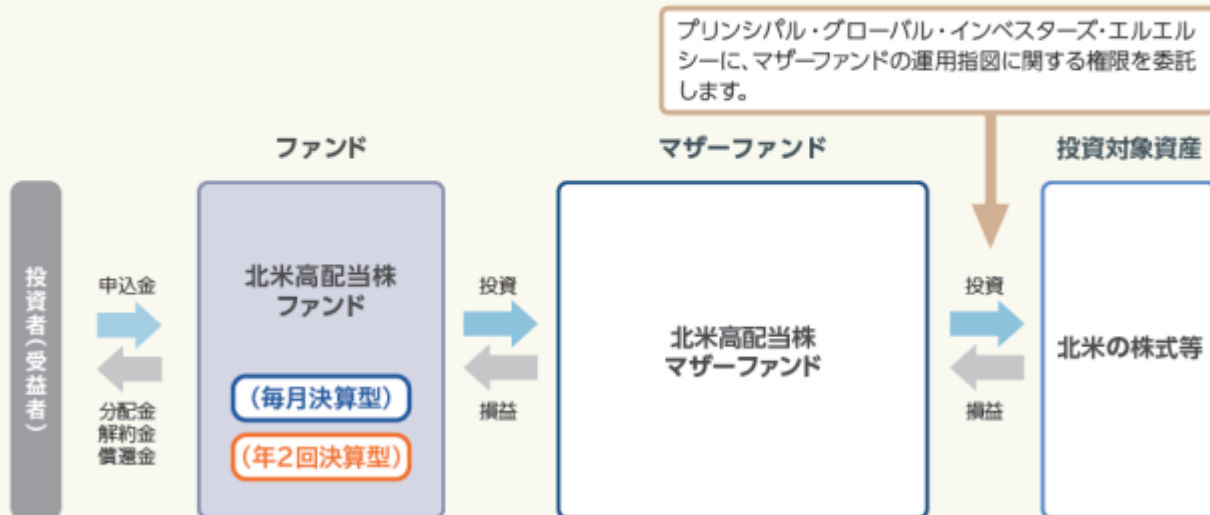 プリンシパル・グローバル・インベスターズ・エルエル
シーに、マザーファンドの運用指図に関する権限を委託
します。
ファンド
マザーファンド
投資対象資産
投資者(受益者)
申込金
分配金
解約金
償還金
北米高配当株
ファンド
(毎月決算型)
(年2回決算型)
投資
損益
北米高配当株
マザーファンド
投資
損益
北米の株式等